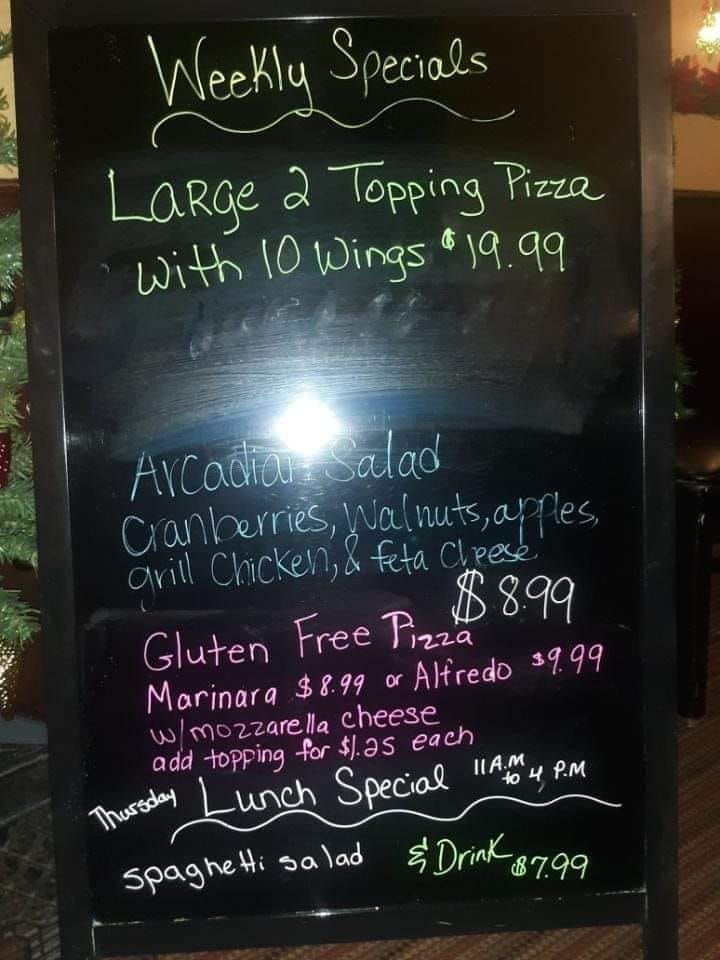 Weekly Specials
Large 2 Topping Pizza
with 10 Wings $19.99
Arcadian Salad
Cranberries, Walnuts, apples,
grill Chicken, & feta Cheese
$8.99
Gluten Free Pizza
Marinara $8.99 or Alfredo $9.99
w/mozzarella cheese
add topping for $1.25 each
Thursday Lunch Special 11A.M to 4 P.M
spaghetti salad & Drink $7.99